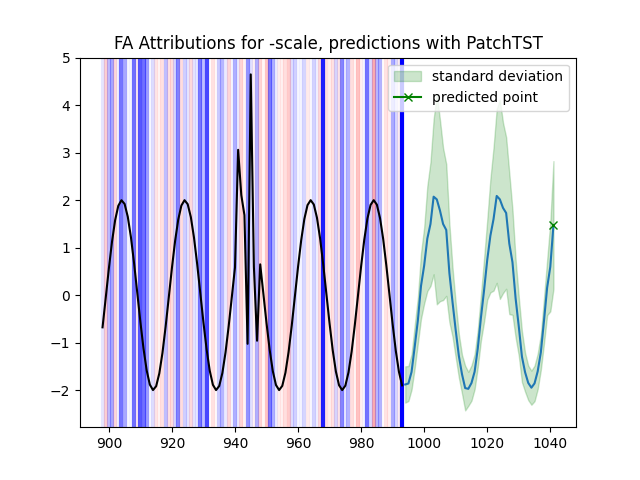 FA Attributions for -scale, predictions with PatchTST
standard deviation
predicted point
5
4
3
2
1
0
−1
−2
900 920 940 960 980 1000 1020 1040